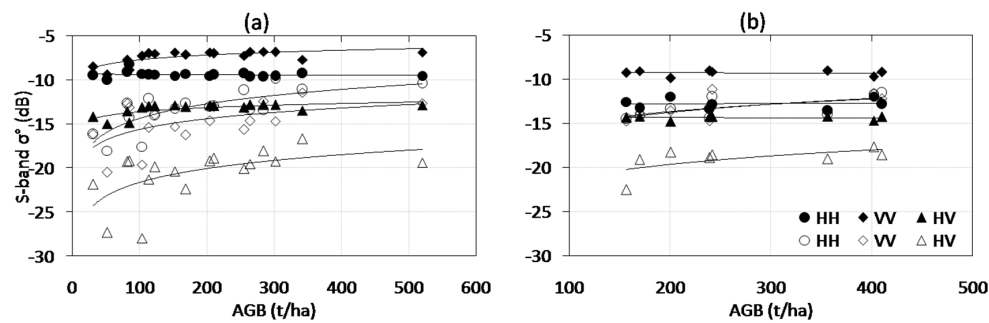 (a) (b)
S-band σ° (dB)
-5 -5
-10 -10
-15 -15
-20 -20
-25 -25
-30 -30
● HH ◆ VV ▲ HV
○ HH ◇ VV △ HV
0 100 200 300 400 500 600
100 200 300 400 500
AGB (t/ha) AGB (t/ha)